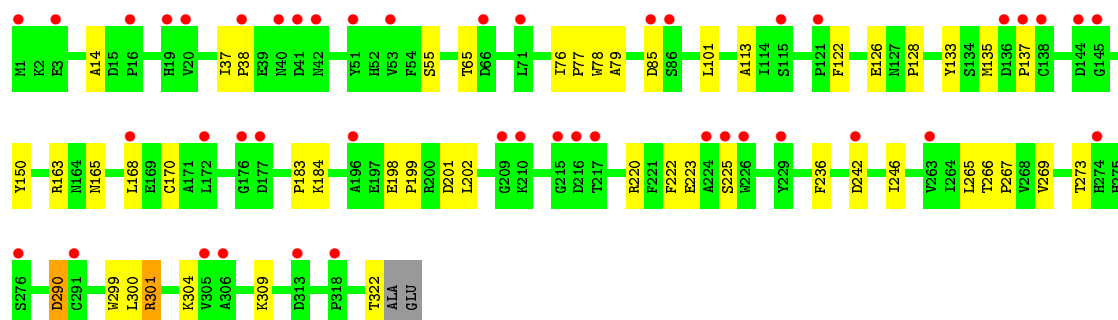 M1 K2 E3 A14 D15 P16 H19 V20 I37 P38 E39 N40 D41 N42 Y51 H52 V53 F54 S55 T65 D66 L71 I76 P77 W78 A79 D85 S86 L101 A113 I114 S115 P121 F122 E126 N127 P128 Y133 S134 M135 D136 P137 C138 D144 G145
Y150 R163 N164 N165 L168 E169 C170 A171 L172 G176 D177 P183 K184 A196 E197 E198 P199 R200 D201 L202 G209 K210 G215 D216 T217 R220 F221 F222 E223 A224 S225 W226 Y229 F236 D242 I246 V263 I264 L265 T266 P267 V268 V269 T273 H274 H275
S276 D290 C291 W299 L300 R301 K304 V305 A306 K309 D313 P318 T322 ALA GLU